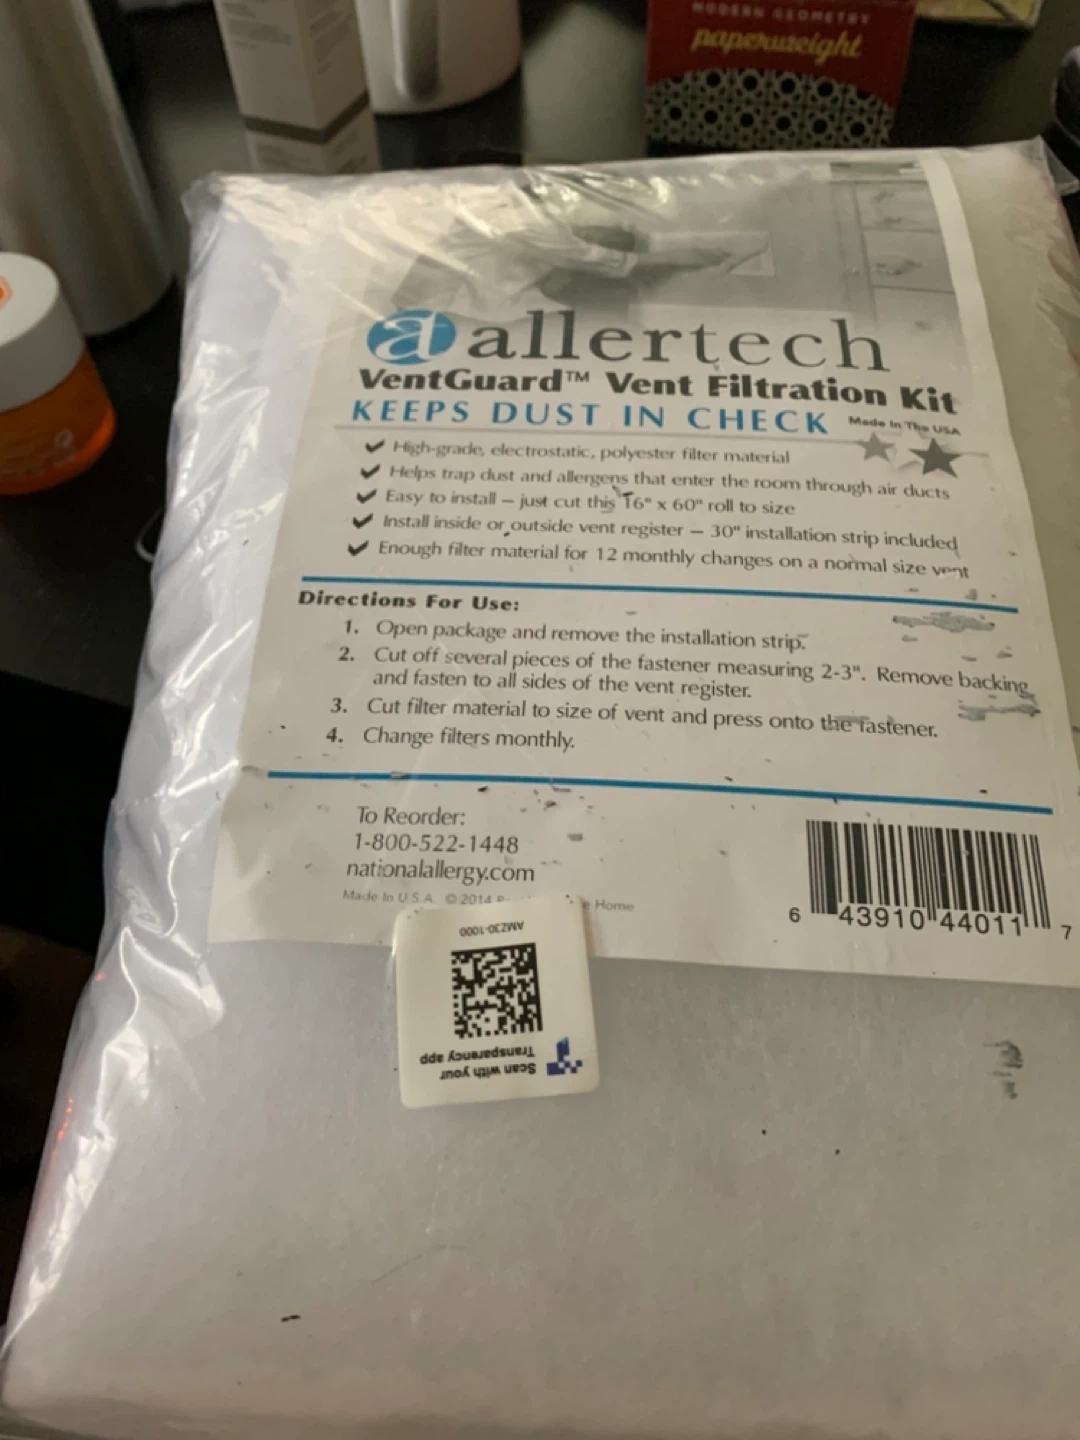 MODERN GEOMETRY
paperweight
a allertech
VentGuard™ Vent Filtration Kit
KEEPS DUST IN CHECK
Made In The USA
✔ High-grade, electrostatic, polyester filter material
✔ Helps trap dust and allergens that enter the room through air ducts
✔ Easy to install – just cut this 16" x 60" roll to size
✔ Install inside or outside vent register – 30" installation strip included
✔ Enough filter material for 12 monthly changes on a normal size vent
Directions For Use:
1. Open package and remove the installation strip.
2. Cut off several pieces of the fastener measuring 2-3". Remove backing
and fasten to all sides of the vent register.
3. Cut filter material to size of vent and press onto the fastener.
4. Change filters monthly.
To Reorder:
1-800-522-1448
nationalallergy.com
Made In U.S.A. © 2014 Home
6 43910 44011 7
AMZ30-1000
Scan with your
Transparency app